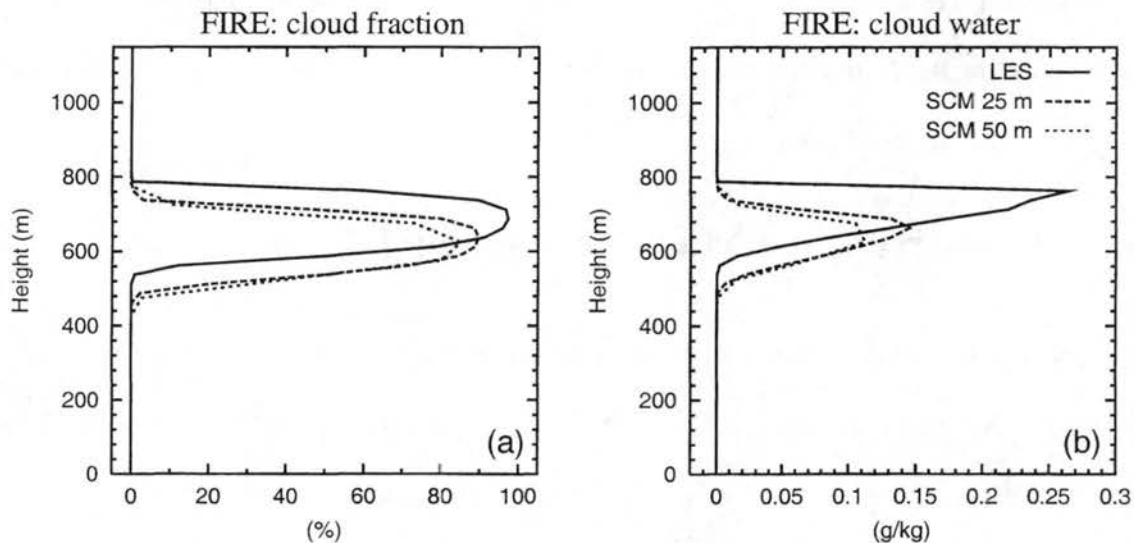 FIRE: cloud fraction
Height (m)
1000
800
600
400
200
0
0 20 40 60 80 100
(%)
(a)
FIRE: cloud water
LES
SCM 25 m
SCM 50 m
Height (m)
1000
800
600
400
200
0
0 0.05 0.1 0.15 0.2 0.25 0.3
(g/kg)
(b)